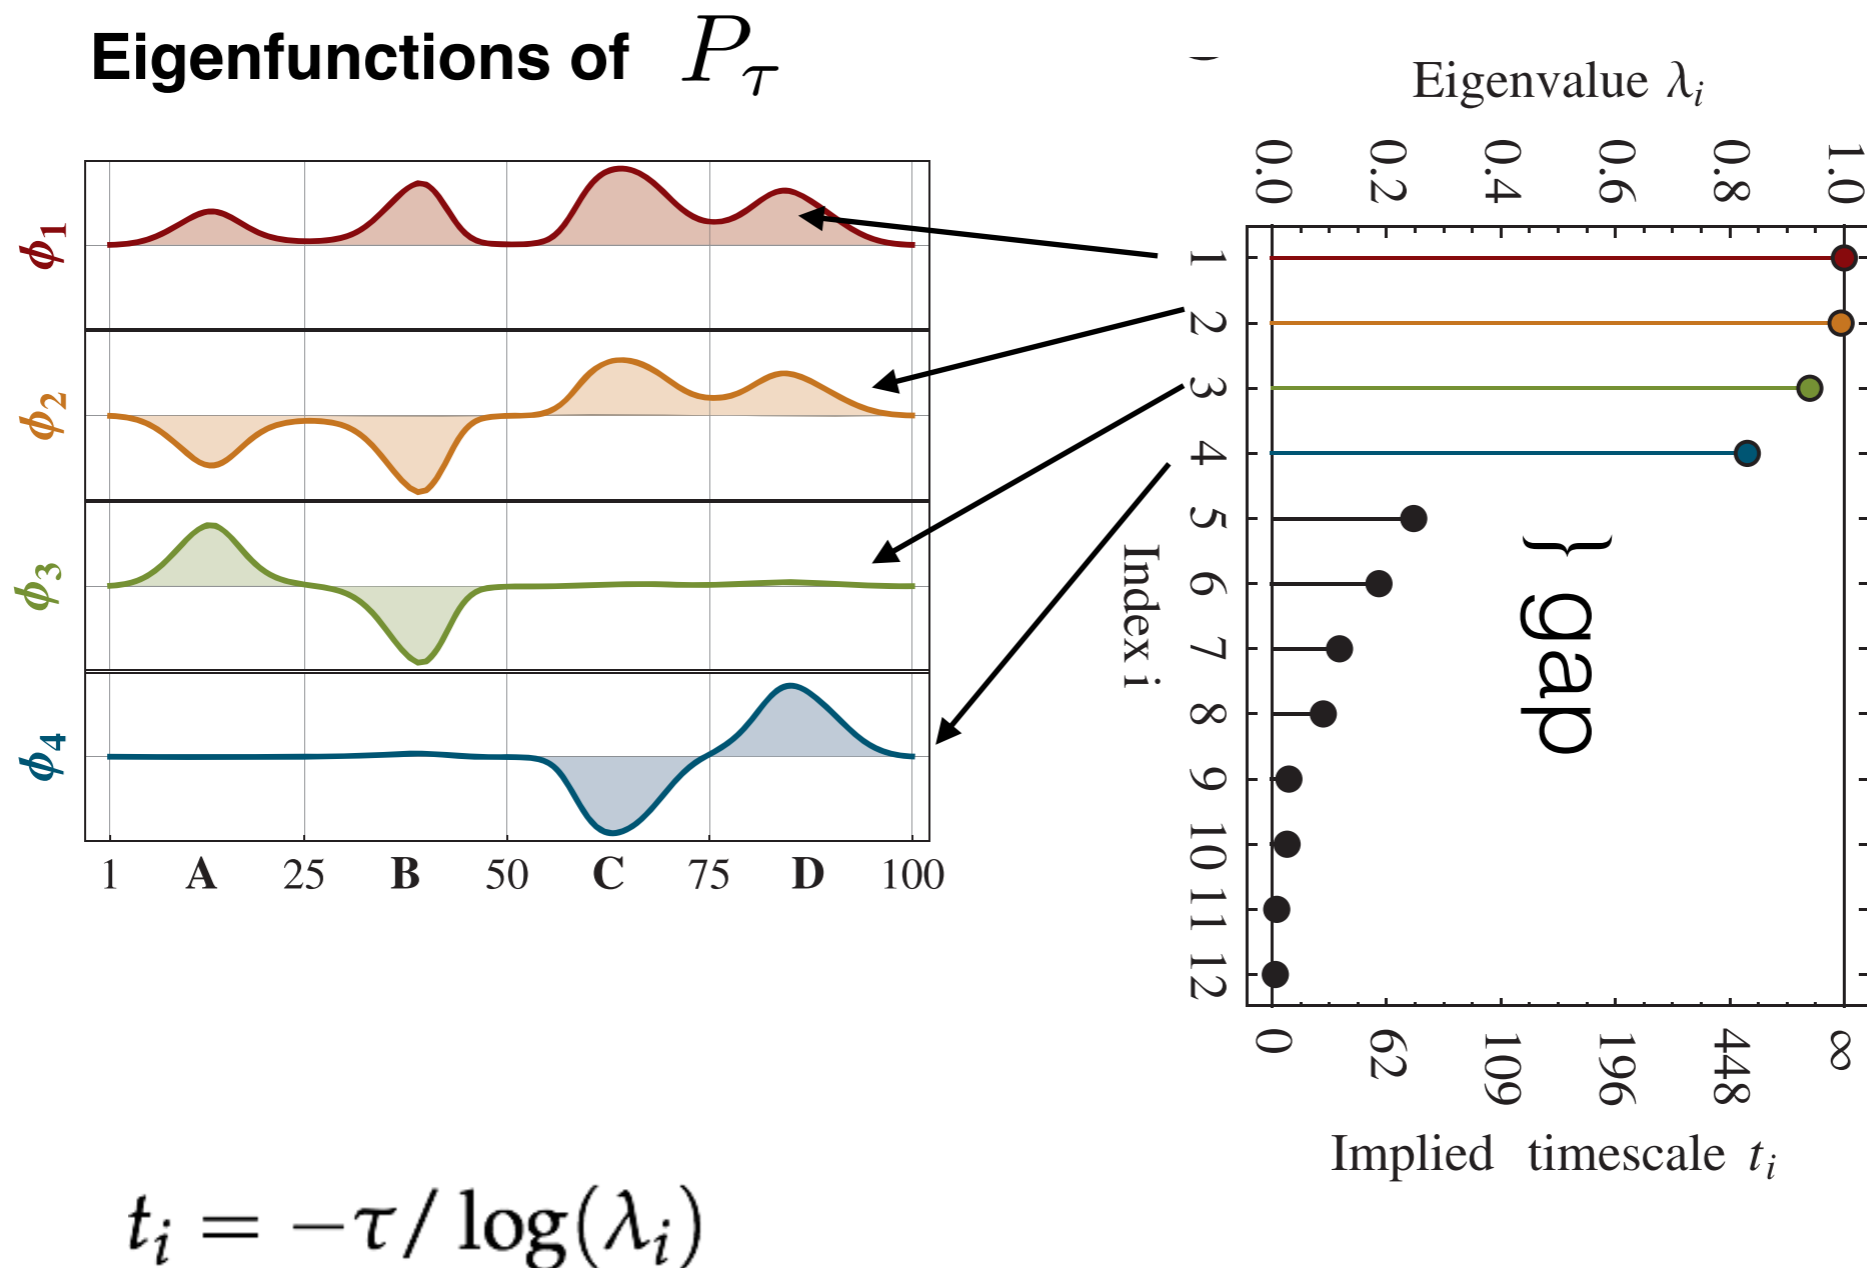 Eigenfunctions of P_τ
ϕ1
ϕ2
ϕ3
ϕ4
1 A 25 B 50 C 75 D 100
Eigenvalue λ_i
0.0 0.2 0.4 0.6 0.8 1.0
1
2
3
4
5
6
7
8
9
10
11
12
Index i
} gap
0 62 109 196 448 ∞
Implied timescale t_i
t_i = −τ/ log(λ_i)